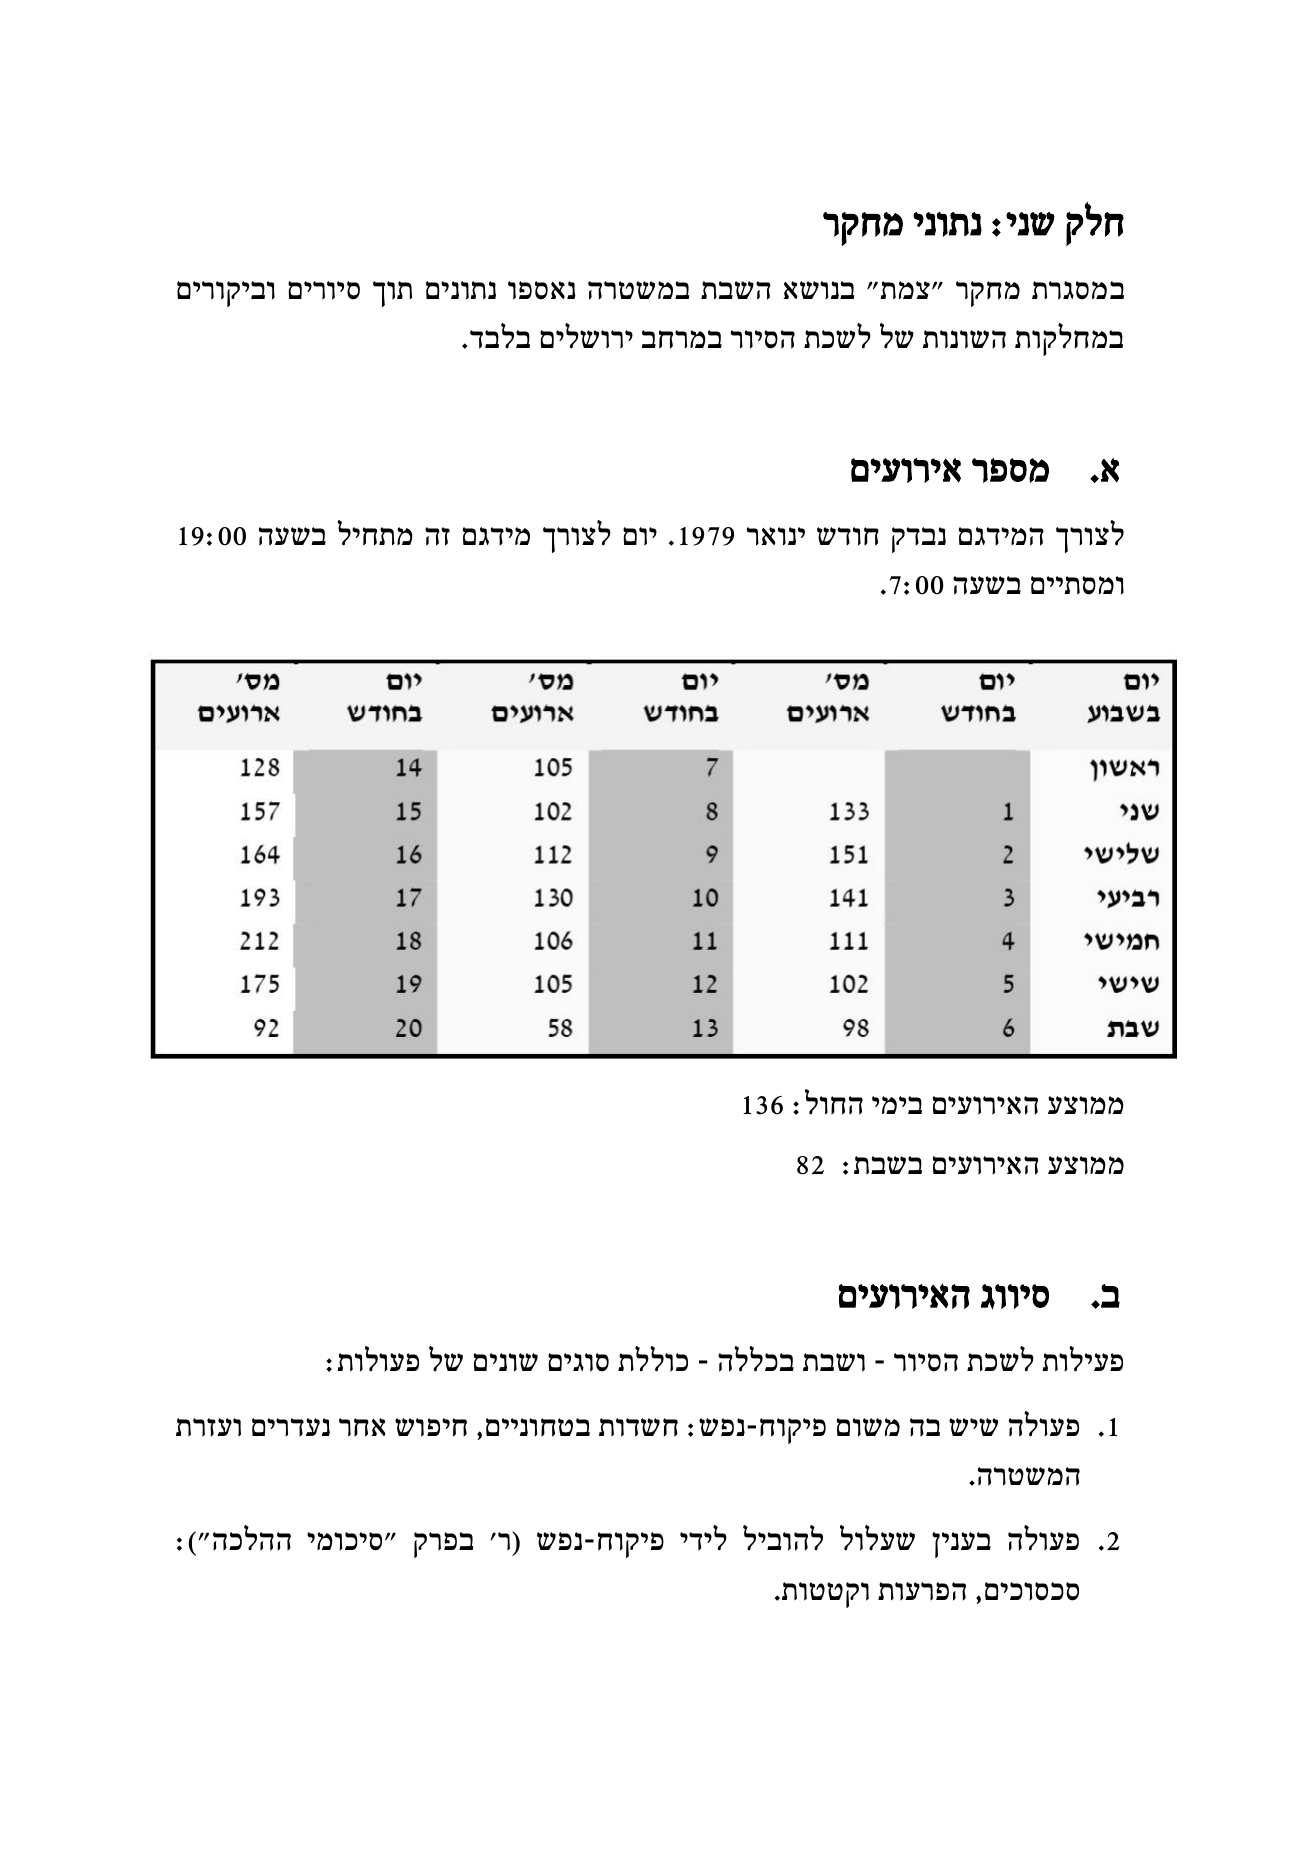 חלק שני: נתוני מחקר
במסגרת מחקר ״צמת״ בנושא השבת במשטרה נאספו נתונים תוך סיורים וביקורים
במחלקות השונות של לשכת הסיור במרחב ירושלים בלבד.
א. מספר אירועים
לצורך המידגם נבדק חודש ינואר 1979. יום לצורך מידגם זה מתחיל בשעה 19:00
ומסתיים בשעה 7:00.
יום יום מס׳ יום מס׳ יום מס׳
בשבוע בחודש ארועים בחודש ארועים בחודש ארועים
ראשון 7 105 14 128
שני 1 133 8 102 15 157
שלישי 2 151 9 112 16 164
רביעי 3 141 10 130 17 193
חמישי 4 111 11 106 18 212
שישי 5 102 12 105 19 175
שבת 6 98 13 58 20 92
ממוצע האירועים בימי החול: 136
ממוצע האירועים בשבת: 82
ב. סיווג האירועים
פעילות לשכת הסיור - ושבת בכללה - כוללת סוגים שונים של פעולות:
1. פעולה שיש בה משום פיקוח-נפש: חשדות בטחוניים, חיפוש אחר נעדרים ועזרת
המשטרה.
2. פעולה בענין שעלול להוביל לידי פיקוח-נפש (ר׳ בפרק ״סיכומי ההלכה״):
סכסוכים, הפרעות וקטטות.